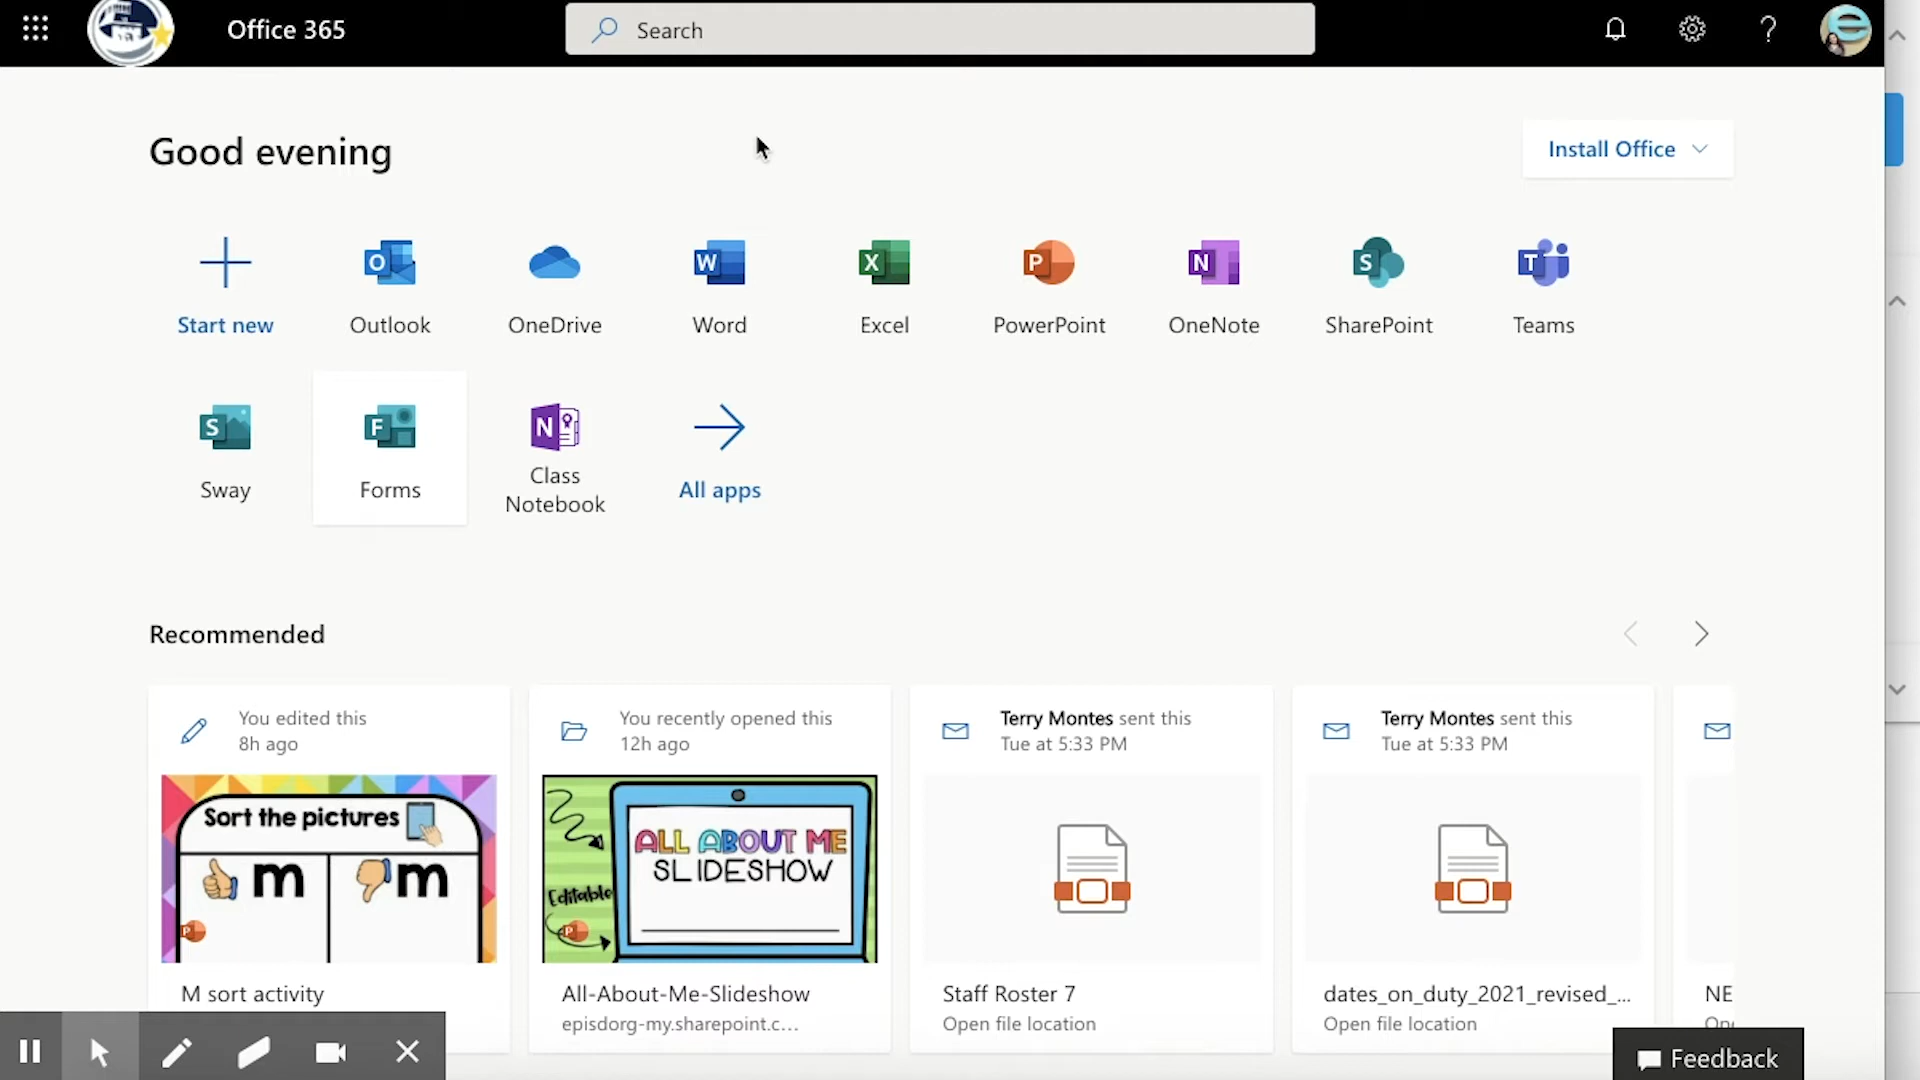 Office 365
Search
Good evening
Install Office
Start new
Outlook
OneDrive
Word
Excel
PowerPoint
OneNote
SharePoint
Teams
Sway
Forms
Class
Notebook
All apps
Recommended
You edited this
8h ago
Sort the pictures
m
m
M sort activity
You recently opened this
12h ago
ALL ABOUT ME
SLIDESHOW
Editable
All-About-Me-Slideshow
episdorg-my.sharepoint.c...
Terry Montes sent this
Tue at 5:33 PM
Staff Roster 7
Open file location
Terry Montes sent this
Tue at 5:33 PM
dates_on_duty_2021_revised_...
Open file location
NE
Feedback